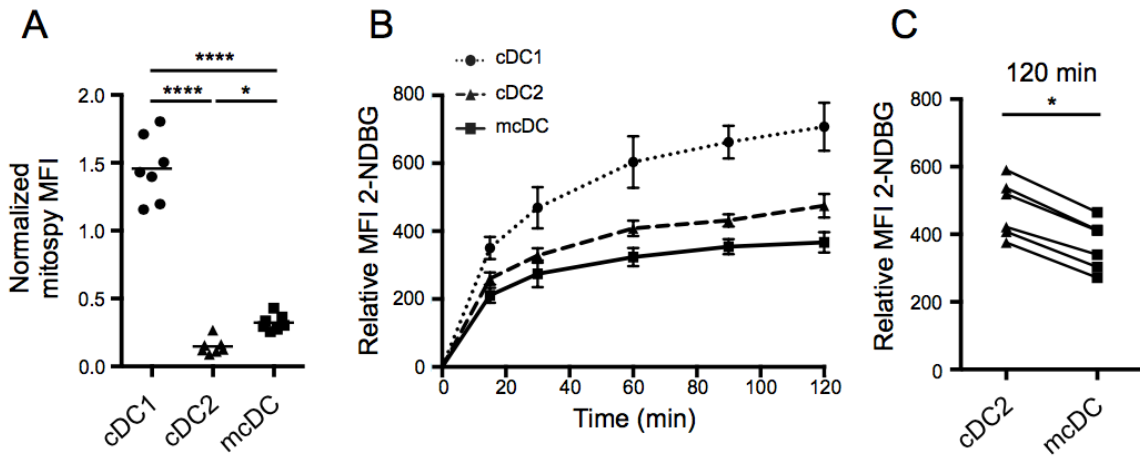 A
****
****
*
Normalized
mitospy MFI
2.0
1.5
1.0
0.5
0.0
cDC1
cDC2
mcDC
B
cDC1
cDC2
mcDC
Relative MFI 2-NDBG
800
600
400
200
0
0
20
40
60
80
100
120
Time (min)
C
120 min
*
Relative MFI 2-NDBG
800
600
400
200
0
cDC2
mcDC